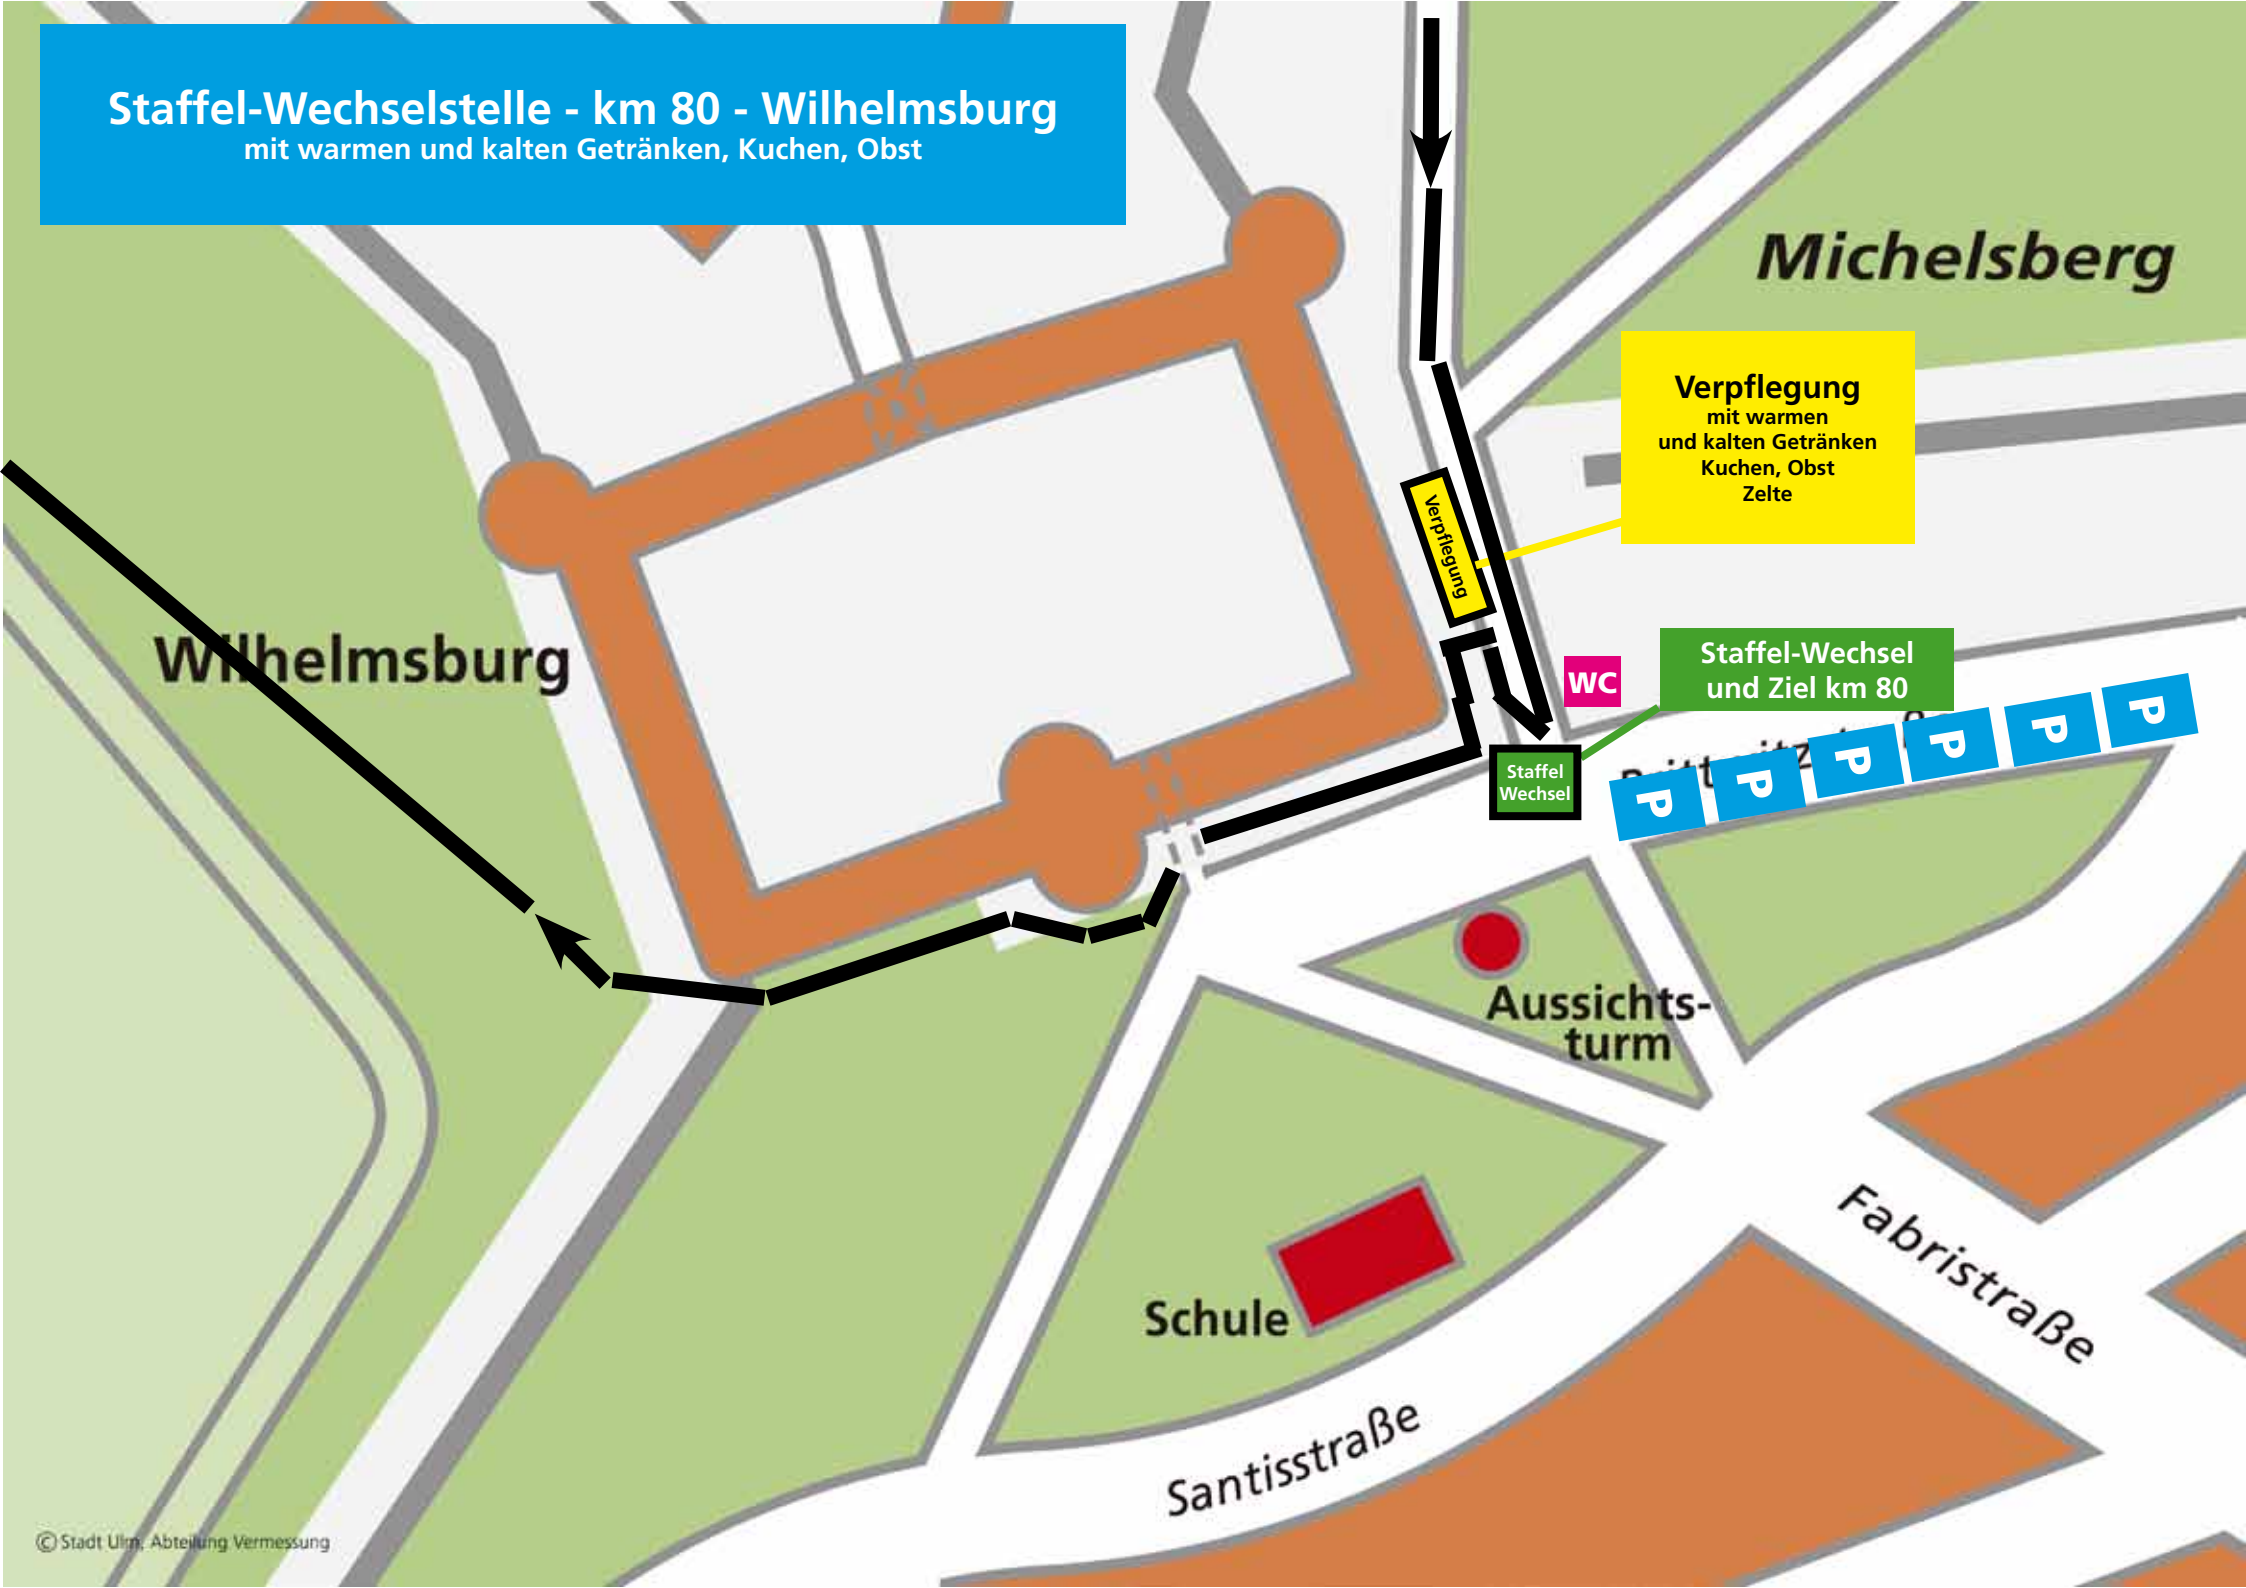 Staffel-Wechselstelle - km 80 - Wilhelmsburg
mit warmen und kalten Getränken, Kuchen, Obst
Michelsberg
Verpflegung
mit warmen
und kalten Getränken
Kuchen, Obst
Zelte
Verpflegung
Wilhelmsburg
WC
Staffel-Wechsel
und Ziel km 80
Staffel
Wechsel
P P P P P P
Aussichts-
turm
Schule
Fabristraße
Santisstraße
© Stadt Ulm, Abteilung Vermessung